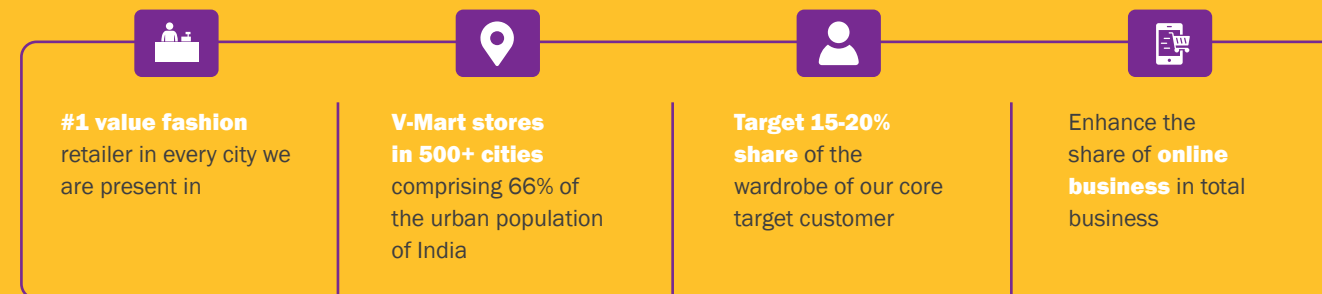 #1 value fashion
retailer in every city we
are present in
V-Mart stores
in 500+ cities
comprising 66% of
the urban population
of India
Target 15-20%
share of the
wardrobe of our core
target customer
Enhance the
share of online
business in total
business